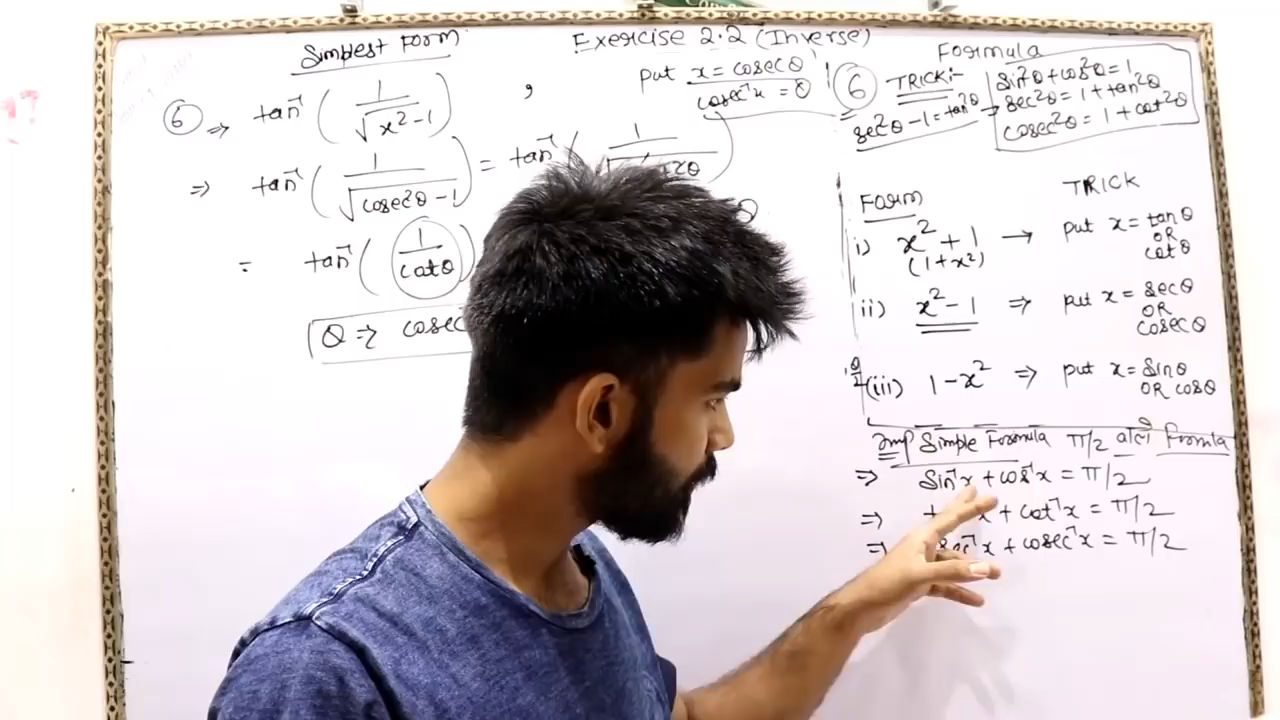 Simplest Form
Exercise 2.2 (Inverse)
⑥ ⇒ tan⁻¹ ( 1/√(x²-1) ) ,
put x = cosec θ
cosec⁻¹x = θ
⇒ tan⁻¹ ( 1/√(cosec²θ - 1) ) = tan⁻¹ (
= tan⁻¹ ( 1/cotθ )
θ ⇒ cosec
Formula
⑥ TRICK:-
sec²θ - 1 = tan²θ
sin²θ + cos²θ = 1
sec²θ = 1 + tan²θ
cosec²θ = 1 + cot²θ
Form TRICK
i) x² + 1 → put x = tanθ
(1+x²) OR
cotθ
ii) x² - 1 ⇒ put x = secθ
OR
cosecθ
(iii) 1 - x² ⇒ put x = sinθ
OR cosθ
Imp Simple Formula π/2 वाले Formula
⇒ sin⁻¹x + cos⁻¹x = π/2
⇒ x + cot⁻¹x = π/2
⇒ sec⁻¹x + cosec⁻¹x = π/2